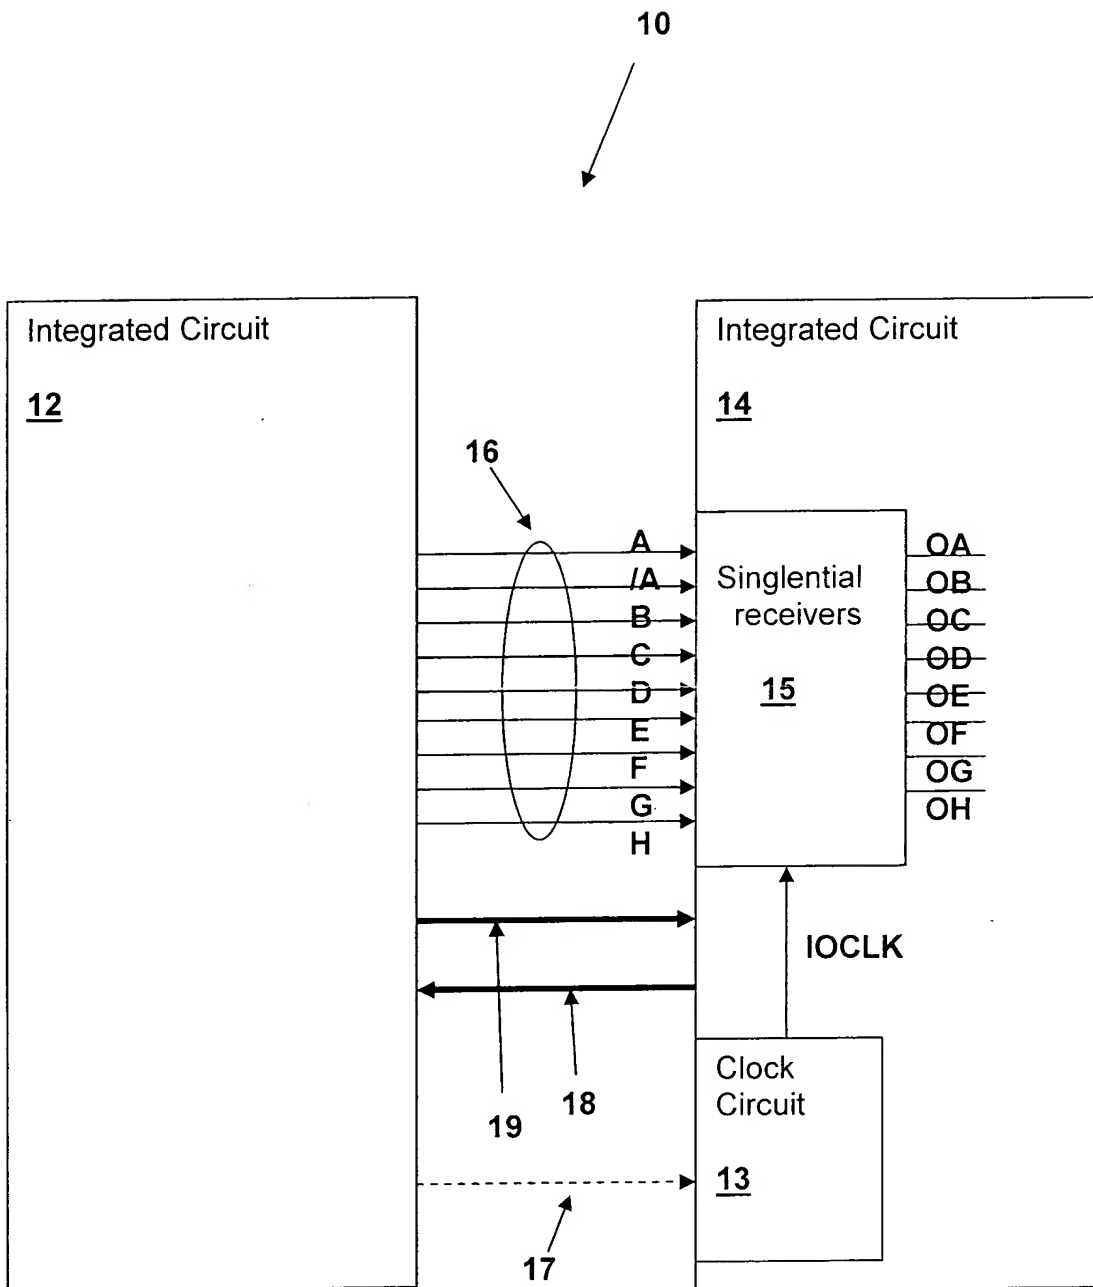 10
Integrated Circuit
12
Integrated Circuit
14
16
A
/A
B
C
D
E
F
G
H
Singlential
receivers
15
OA
OB
OC
OD
OE
OF
OG
OH
IOCLK
19
18
Clock
Circuit
13
17